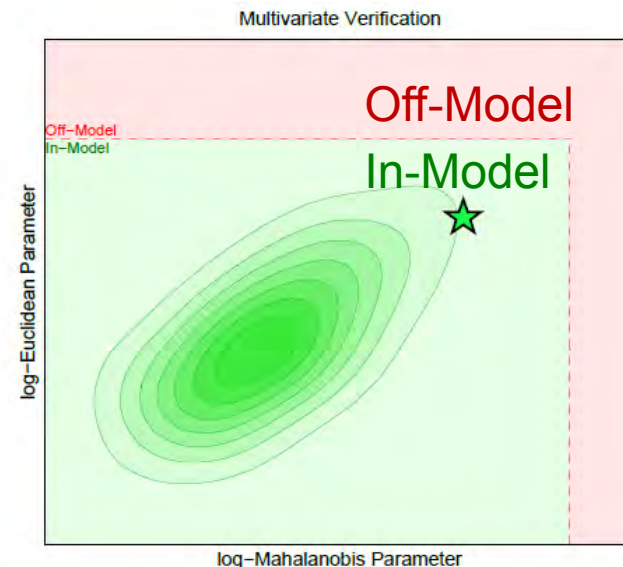 Multivariate Verification
Off-Model
Off-Model
In-Model
In-Model
log-Euclidean Parameter
log-Mahalanobis Parameter